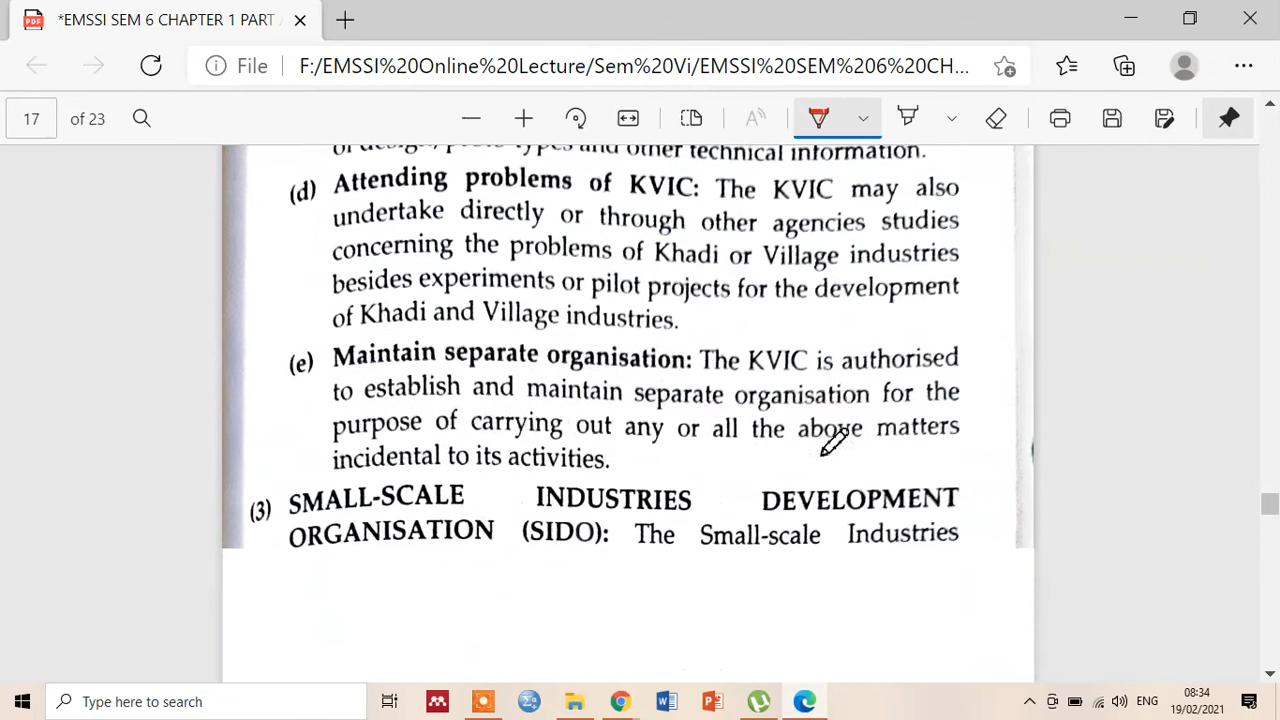 *EMSSI SEM 6 CHAPTER 1 PART
File F:/EMSSI%20Online%20Lecture/Sem%20Vi/EMSSI%20SEM%206%20CH...
17 of 23
of design, proto-types and other technical information.
(d) Attending problems of KVIC: The KVIC may also
undertake directly or through other agencies studies
concerning the problems of Khadi or Village industries
besides experiments or pilot projects for the development
of Khadi and Village industries.
(e) Maintain separate organisation: The KVIC is authorised
to establish and maintain separate organisation for the
purpose of carrying out any or all the above matters
incidental to its activities.
(3) SMALL-SCALE INDUSTRIES DEVELOPMENT
ORGANISATION (SIDO): The Small-scale Industries
Type here to search
ENG
08:34
19/02/2021